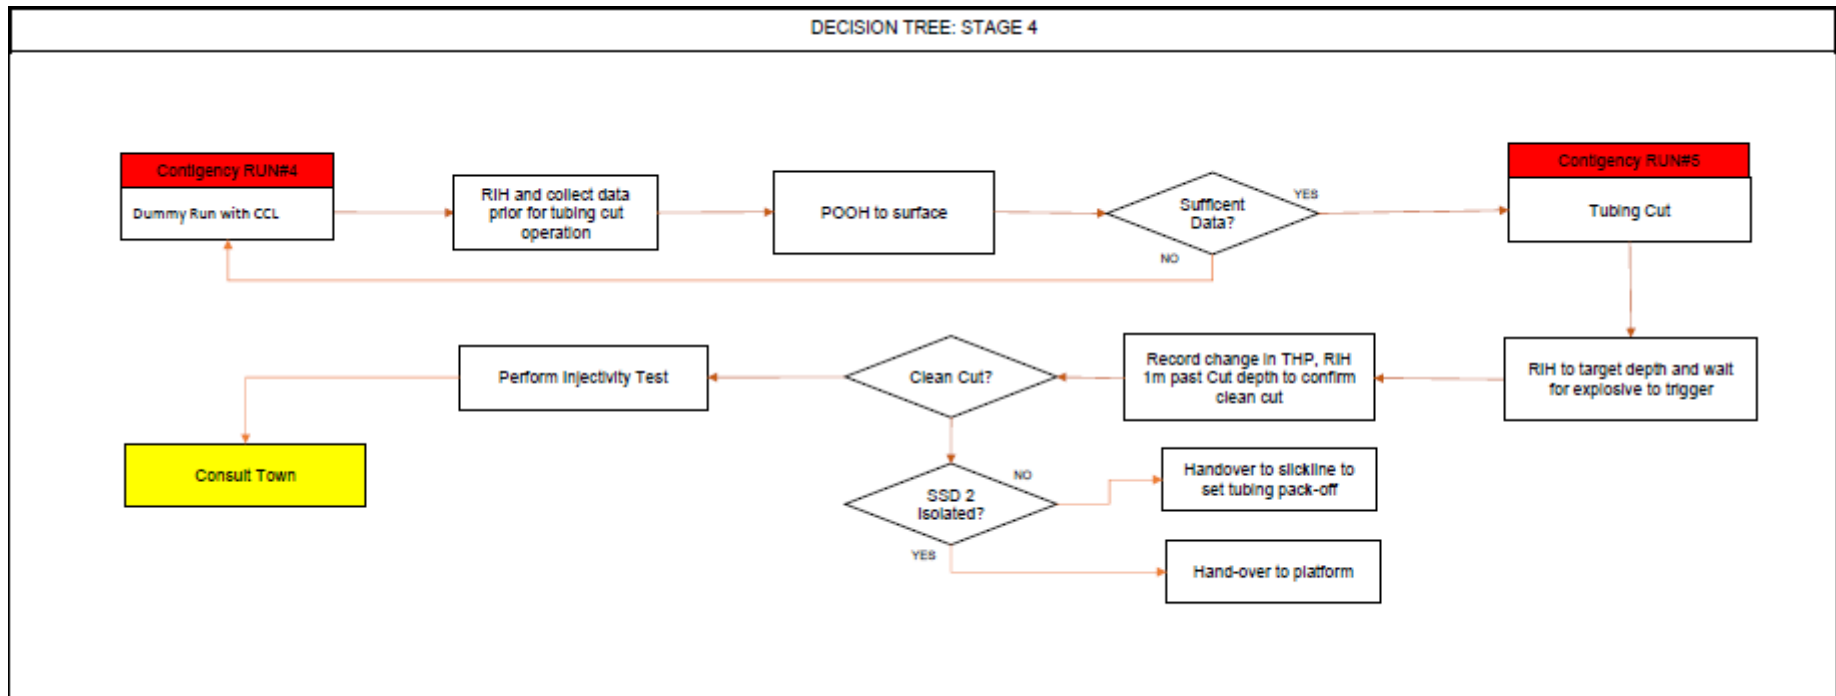 DECISION TREE: STAGE 4
Contigency RUN#4
Dummy Run with CCL
RIH and collect data
prior for tubing cut
operation
POOH to surface
Sufficent
Data?
YES
NO
Contigency RUN#5
Tubing Cut
RIH to target depth and wait
for explosive to trigger
Record change in THP, RIH
1m past Cut depth to confirm
clean cut
Clean Cut?
Perform Injectivity Test
Consult Town
SSD 2
Isolated?
NO
Handover to slickline to
set tubing pack-off
YES
Hand-over to platform